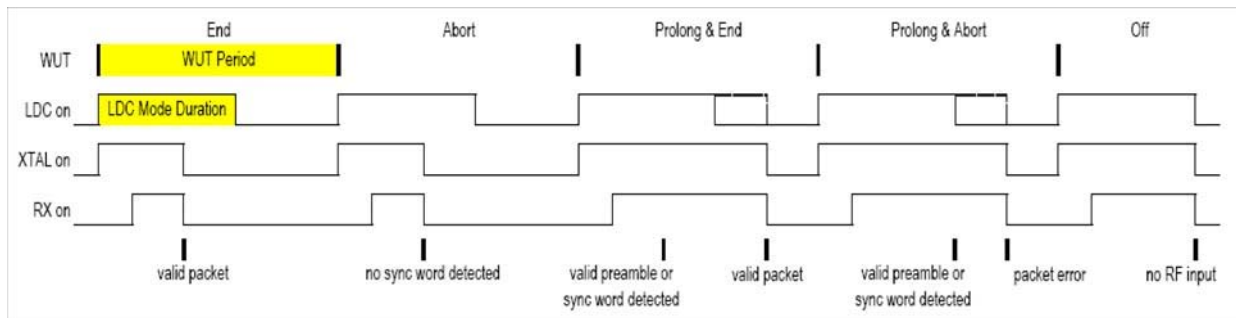 End Abort Prolong & End Prolong & Abort Off
WUT WUT Period
LDC on LDC Mode Duration
XTAL on
RX on
valid packet
no sync word detected
valid preamble or
sync word detected
valid packet
valid preamble or
sync word detected
packet error
no RF input